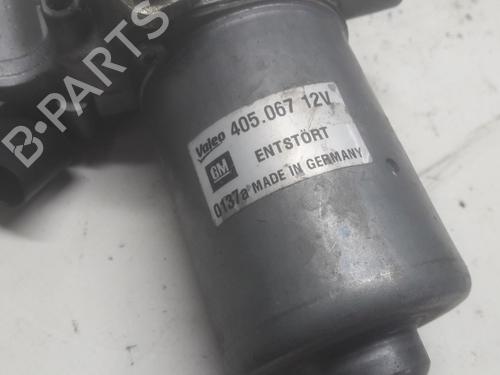 Valeo 405.067 12V
GM ENTSTÖRT
0137a MADE IN GERMANY
B-PARTS